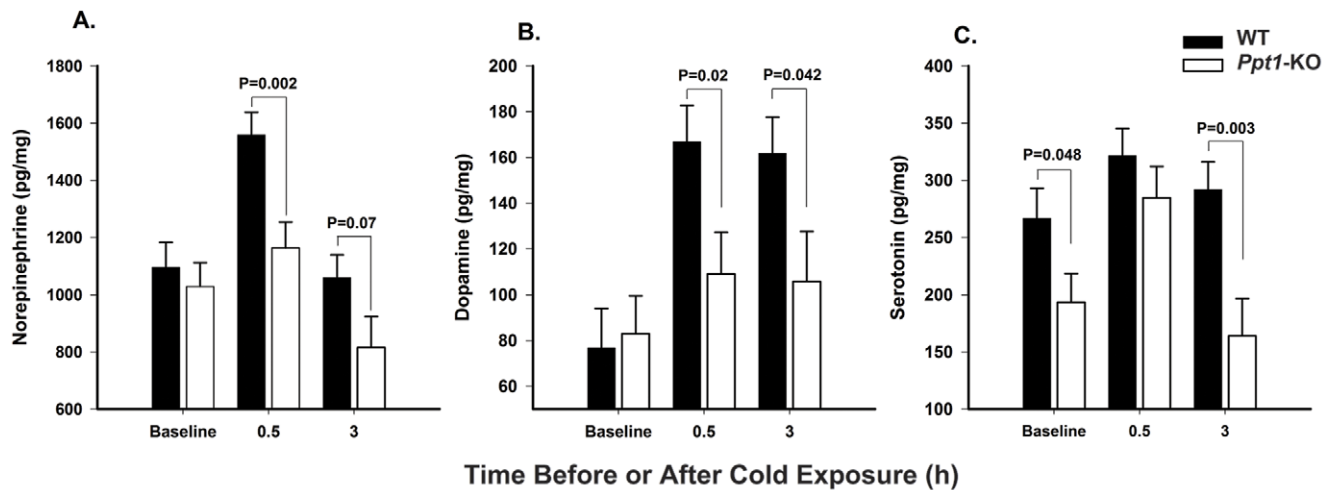 A.
Norepinephrine (pg/mg)
1800
1600
1400
1200
1000
800
600
P=0.002
P=0.07
Baseline
0.5
3
B.
Dopamine (pg/mg)
200
180
160
140
120
100
80
60
P=0.02
P=0.042
Baseline
0.5
3
C.
WT
Ppt1-KO
Serotonin (pg/mg)
400
350
300
250
200
150
100
P=0.048
P=0.003
Baseline
0.5
3
Time Before or After Cold Exposure (h)